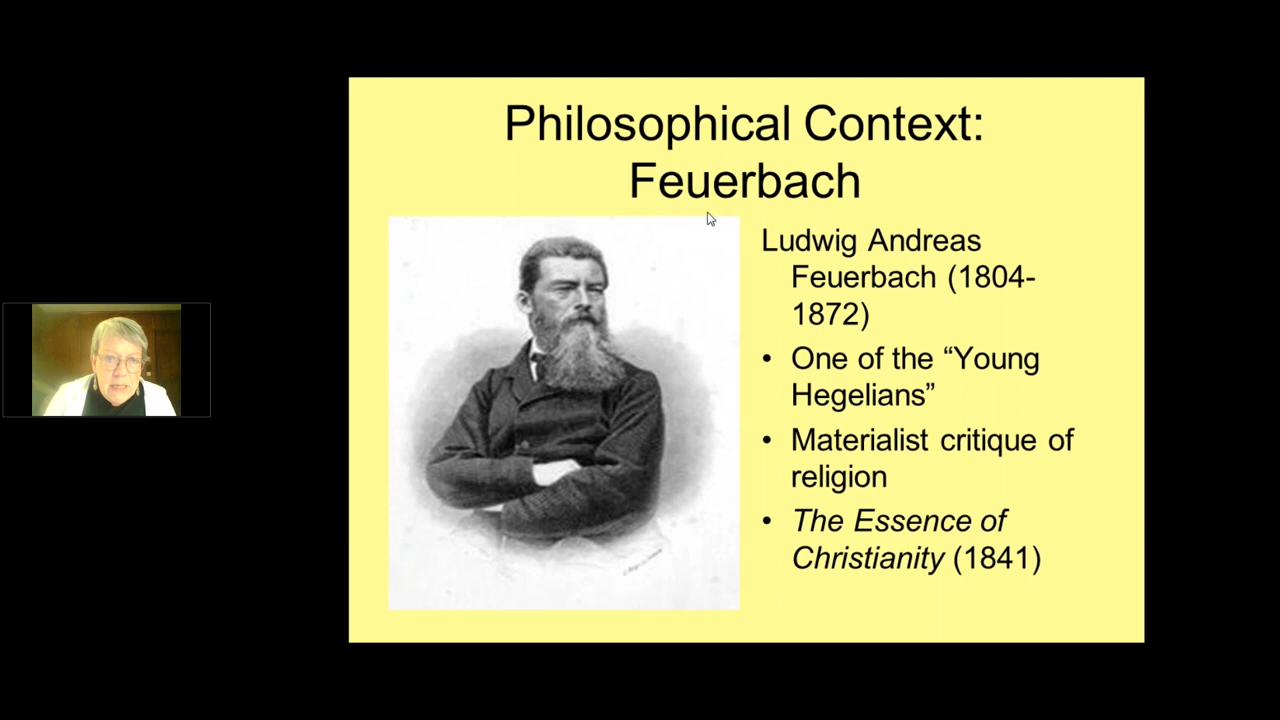 Philosophical Context:
Feuerbach
Ludwig Andreas
Feuerbach (1804-
1872)
• One of the “Young
Hegelians”
• Materialist critique of
religion
• The Essence of
Christianity (1841)